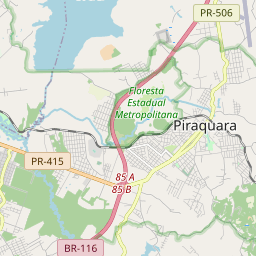 PR-506
Floresta
Estadual
Metropolitana
Piraquara
PR-415
85 A
85 B
BR-116